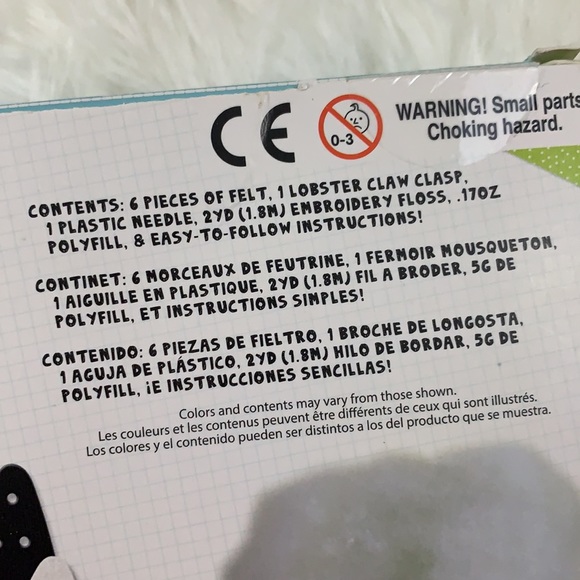 CE
0-3
WARNING! Small parts
Choking hazard.
CONTENTS: 6 PIECES OF FELT, 1 LOBSTER CLAW CLASP,
1 PLASTIC NEEDLE, 2YD (1.8M) EMBROIDERY FLOSS, .17OZ
POLYFILL, & EASY-TO-FOLLOW INSTRUCTIONS!
CONTINET: 6 MORCEAUX DE FEUTRINE, 1 FERMOIR MOUSQUETON,
1 AIGUILLE EN PLASTIQUE, 2YD (1.8M) FIL A BRODER, 5G DE
POLYFILL, ET INSTRUCTIONS SIMPLES!
CONTENIDO: 6 PIEZAS DE FIELTRO, 1 BROCHE DE LONGOSTA,
1 AGUJA DE PLÁSTICO, 2YD (1.8M) HILO DE BORDAR, 5G DE
POLYFILL, ¡E INSTRUCCIONES SENCILLAS!
Colors and contents may vary from those shown.
Les couleurs et les contenus peuvent être différents de ceux qui sont illustrés.
Los colores y el contenido pueden ser distintos a los del producto que se muestra.